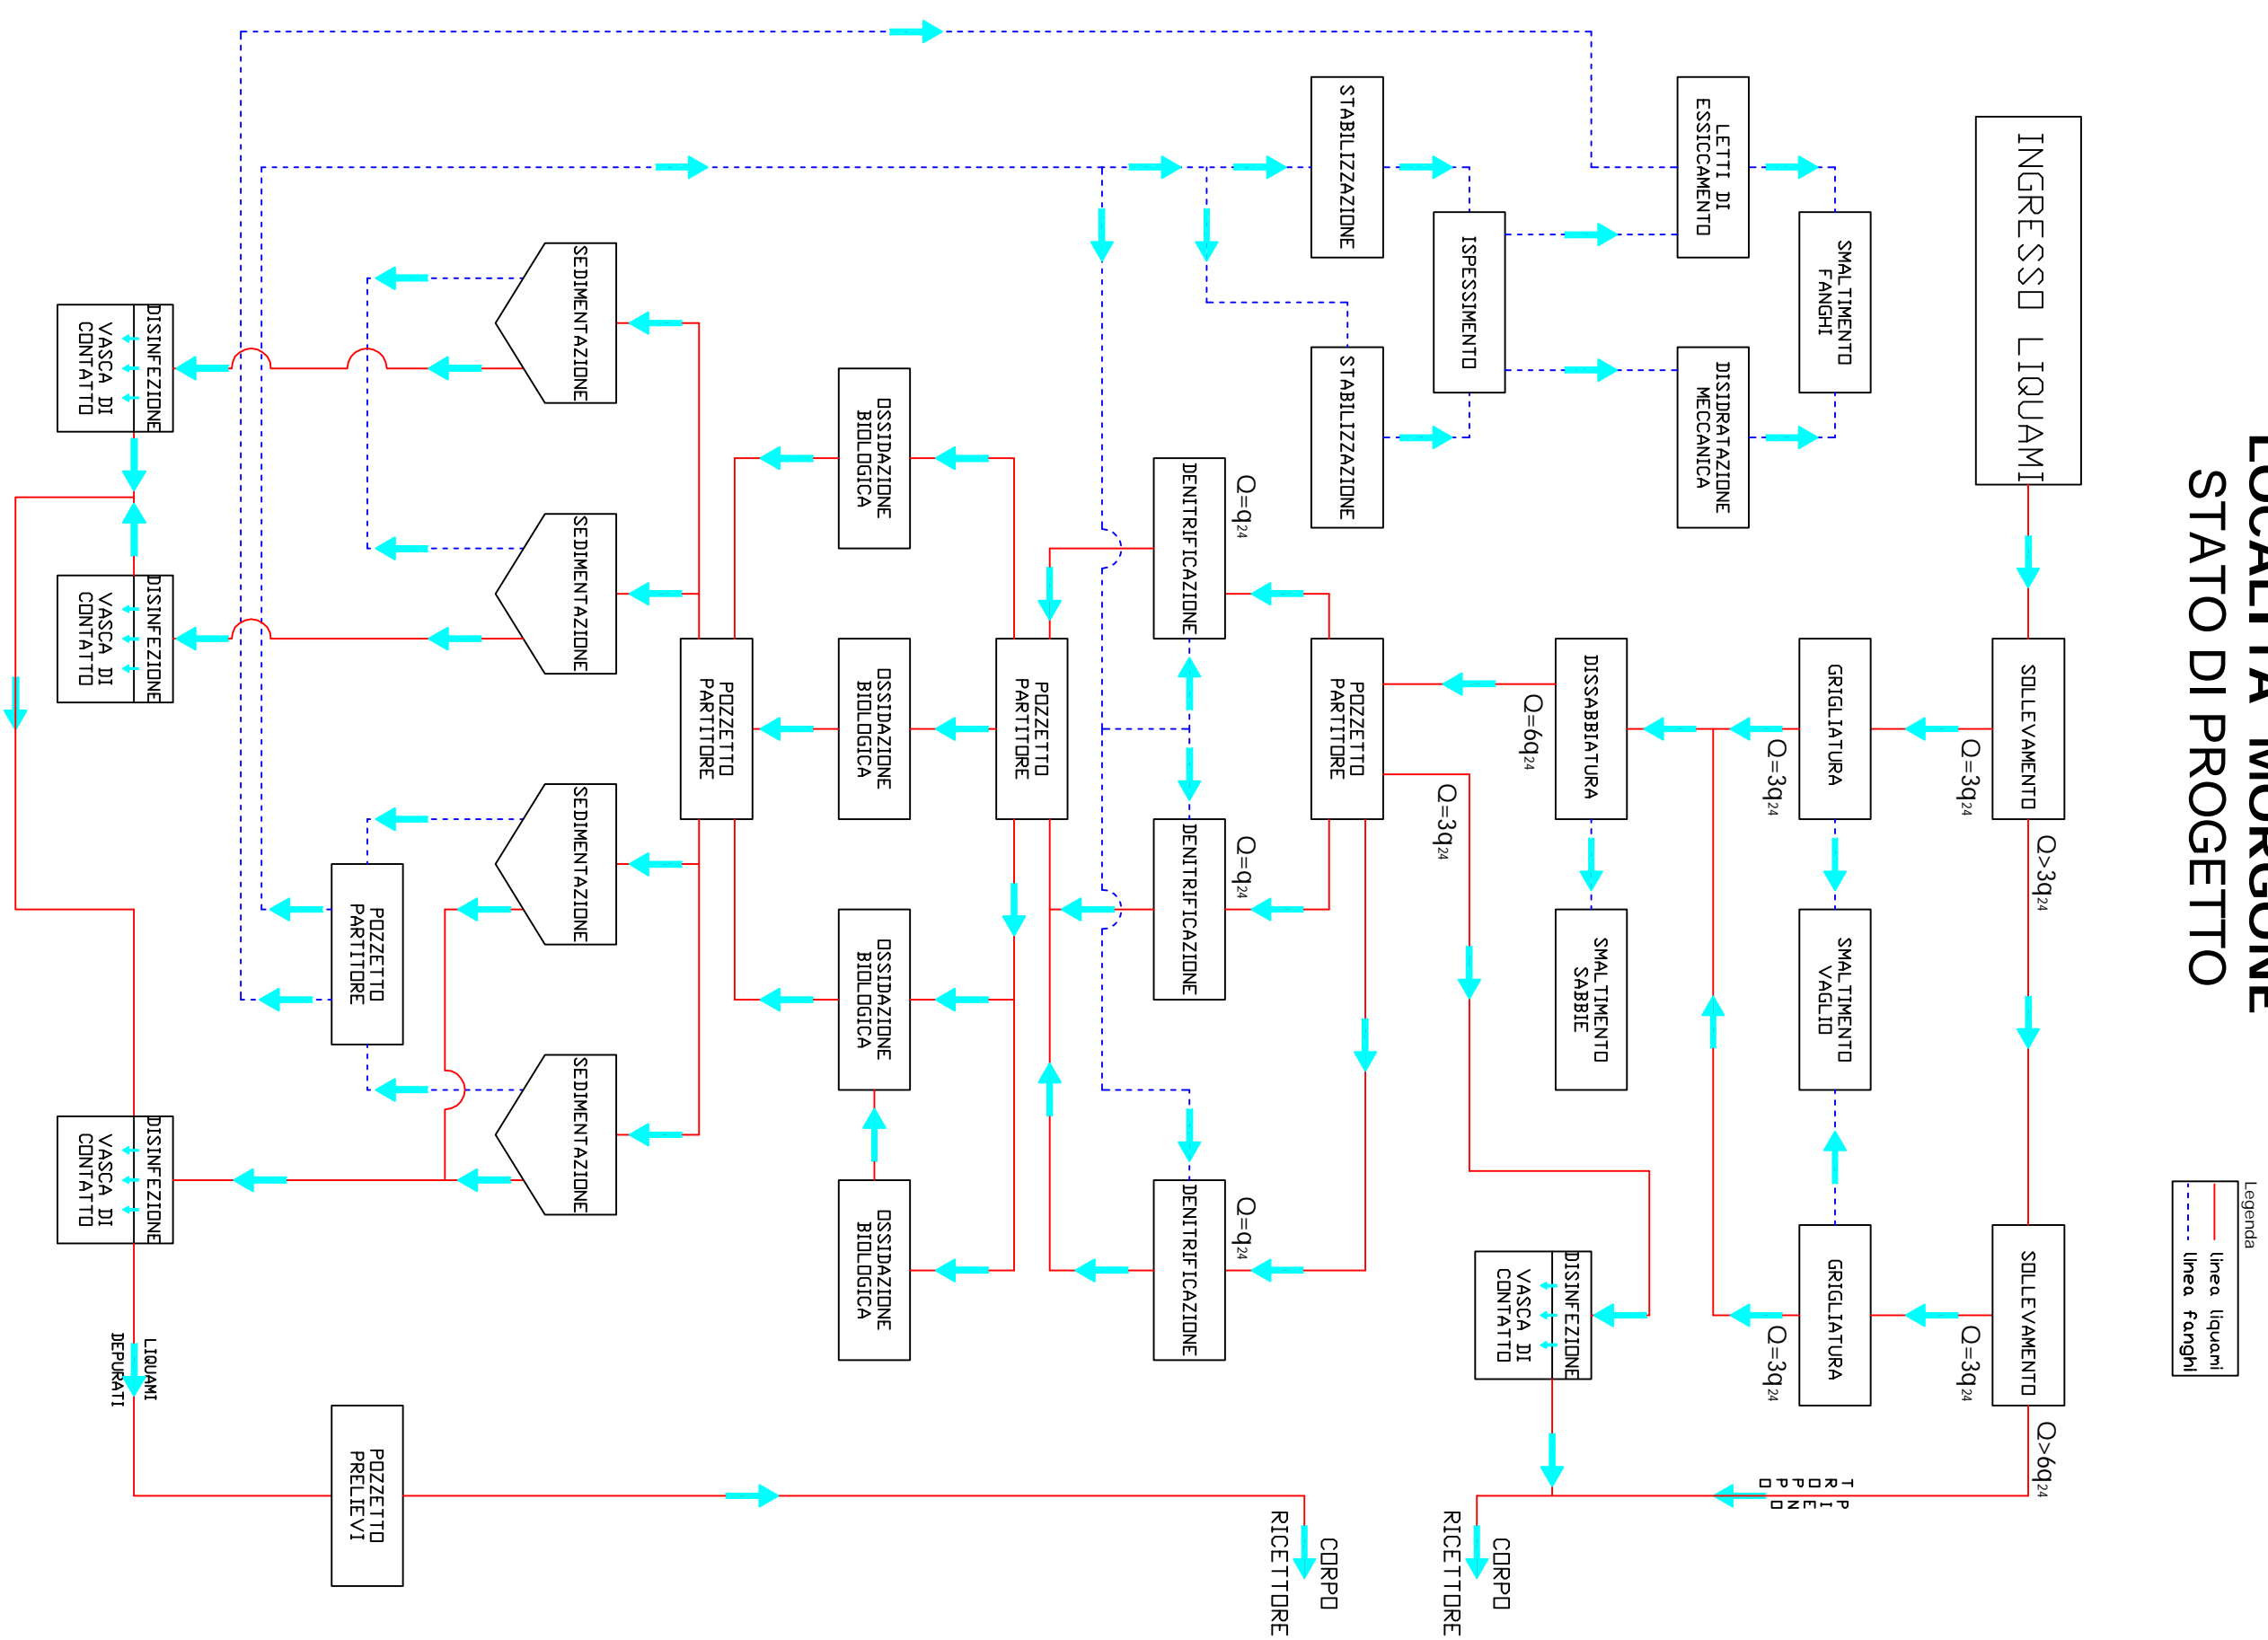 LOCALITA' MORGONE
STATO DI PROGETTO
Legenda
linea liquami
linea fanghi
INGRESSO LIQUAMI
SOLLEVAMENTO
Q>3q24
SOLLEVAMENTO
Q>6q24
Q=3q24
Q=3q24
SMALTIMENTO
FANGHI
GRIGLIATURA
SMALTIMENTO
VAGLIO
GRIGLIATURA
TROPPO
PIENO
Q=3q24
Q=3q24
LETTI DI
ESSICCAMENTO
DISIDRATAZIONE
MECCANICA
DISSABBIATURA
SMALTIMENTO
SABBIE
DISINFEZIONE
VASCA DI
CONTATTO
Q=6q24
CORPO
RICETTORE
ISPESSIMENTO
Q=3q24
STABILIZZAZIONE
STABILIZZAZIONE
POZZETTO
PARTITORE
CORPO
RICETTORE
Q=q24
Q=q24
Q=q24
DENITRIFICAZIONE
DENITRIFICAZIONE
DENITRIFICAZIONE
POZZETTO
PARTITORE
OSSIDAZIONE
BIOLOGICA
OSSIDAZIONE
BIOLOGICA
OSSIDAZIONE
BIOLOGICA
OSSIDAZIONE
BIOLOGICA
POZZETTO
PARTITORE
SEDIMENTAZIONE
SEDIMENTAZIONE
SEDIMENTAZIONE
SEDIMENTAZIONE
POZZETTO
PARTITORE
POZZETTO
PRELIEVI
DISINFEZIONE
VASCA DI
CONTATTO
DISINFEZIONE
VASCA DI
CONTATTO
DISINFEZIONE
VASCA DI
CONTATTO
LIQUAMI
DEPURATI